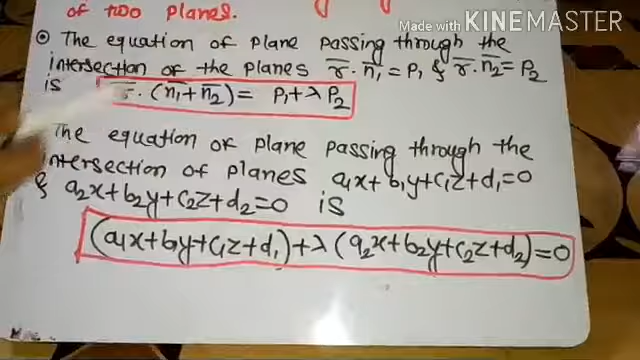 of two Planes.
Made with KINEMASTER
The equation of plane passing through the
intersection of the planes r̄·n̄₁ = P₁ & r̄·n̄₂ = P₂
is r̄·(n̄₁+n̄₂) = P₁+λP₂
The equation of plane passing through the
intersection of planes a₁x+b₁y+c₁z+d₁=0
& a₂x+b₂y+c₂z+d₂=0 is
(a₁x+b₁y+c₁z+d₁)+λ(a₂x+b₂y+c₂z+d₂)=0